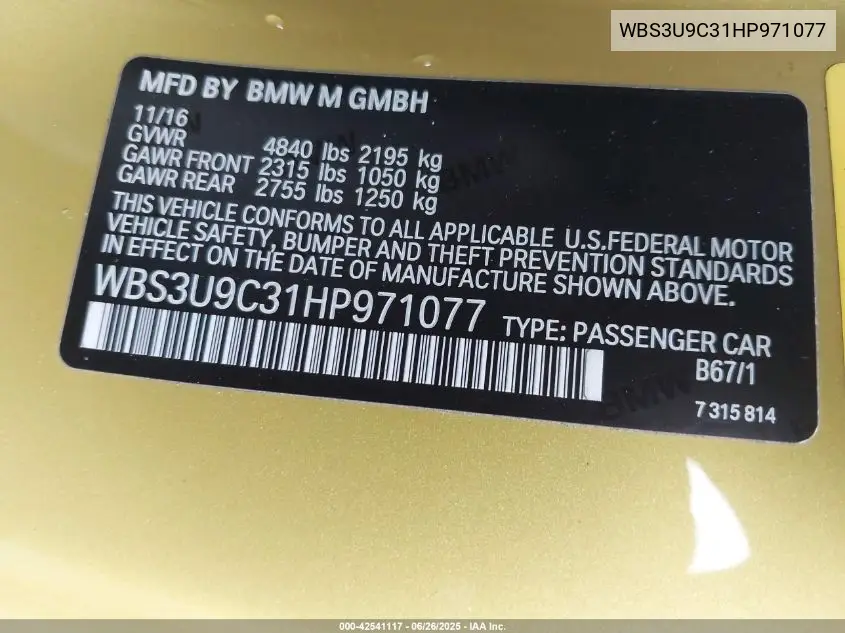 WBS3U9C31HP971077
MFD BY BMW M GMBH
11/16
GVWR 4840 lbs 2195 kg
GAWR FRONT 2315 lbs 1050 kg
GAWR REAR 2755 lbs 1250 kg
THIS VEHICLE CONFORMS TO ALL APPLICABLE U.S.FEDERAL MOTOR
VEHICLE SAFETY, BUMPER AND THEFT PREVENTION STANDARDS
IN EFFECT ON THE DATE OF MANUFACTURE SHOWN ABOVE.
WBS3U9C31HP971077 TYPE: PASSENGER CAR
B67/1
7 315 814
000-42541117 - 06/26/2025 - IAA Inc.